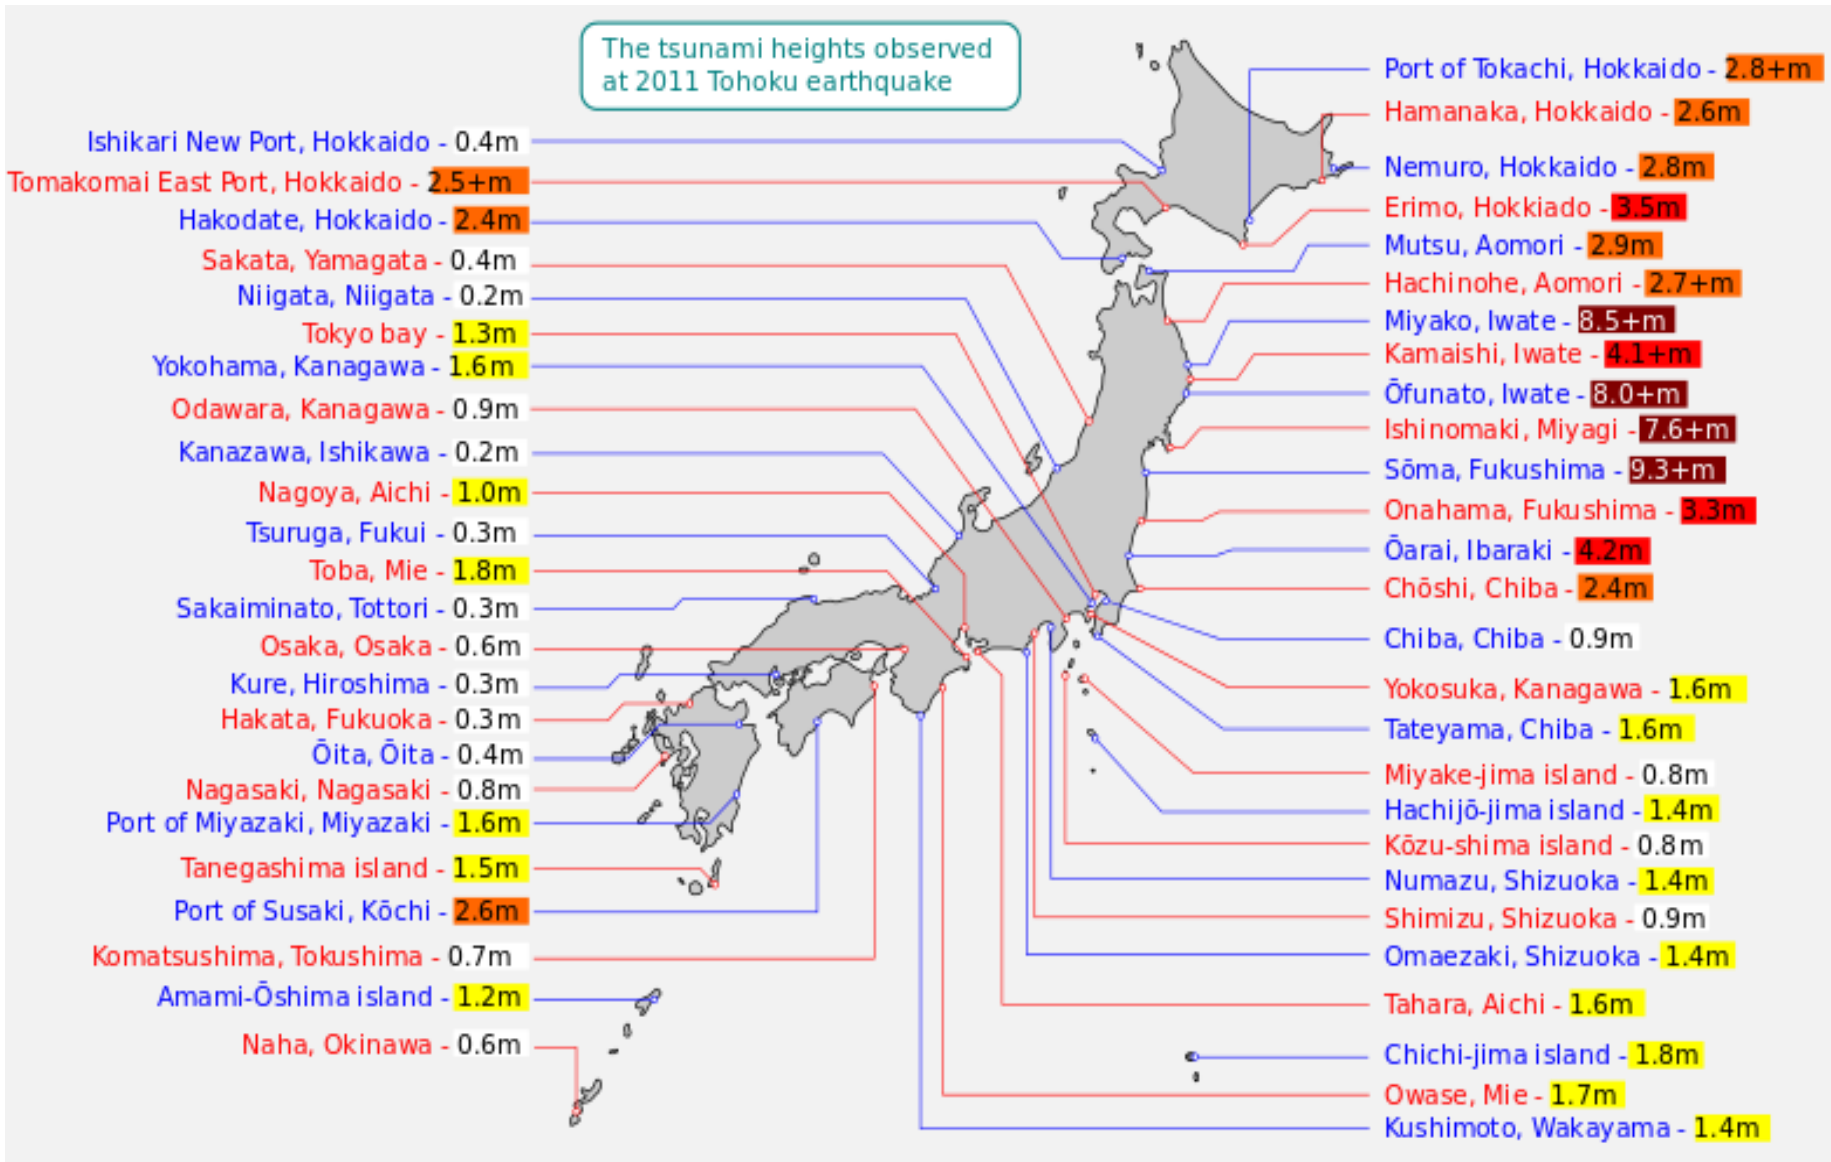 The tsunami heights observed
at 2011 Tohoku earthquake
Ishikari New Port, Hokkaido - 0.4m
Tomakomai East Port, Hokkaido - 2.5+m
Hakodate, Hokkaido - 2.4m
Sakata, Yamagata - 0.4m
Niigata, Niigata - 0.2m
Tokyo bay - 1.3m
Yokohama, Kanagawa - 1.6m
Odawara, Kanagawa - 0.9m
Kanazawa, Ishikawa - 0.2m
Nagoya, Aichi - 1.0m
Tsuruga, Fukui - 0.3m
Toba, Mie - 1.8m
Sakaiminato, Tottori - 0.3m
Osaka, Osaka - 0.6m
Kure, Hiroshima - 0.3m
Hakata, Fukuoka - 0.3m
Ōita, Ōita - 0.4m
Nagasaki, Nagasaki - 0.8m
Port of Miyazaki, Miyazaki - 1.6m
Tanegashima island - 1.5m
Port of Susaki, Kōchi - 2.6m
Komatsushima, Tokushima - 0.7m
Amami-Ōshima island - 1.2m
Naha, Okinawa - 0.6m
Port of Tokachi, Hokkaido - 2.8+m
Hamanaka, Hokkaido - 2.6m
Nemuro, Hokkaido - 2.8m
Erimo, Hokkiado - 3.5m
Mutsu, Aomori - 2.9m
Hachinohe, Aomori - 2.7+m
Miyako, Iwate - 8.5+m
Kamaishi, Iwate - 4.1+m
Ōfunato, Iwate - 8.0+m
Ishinomaki, Miyagi - 7.6+m
Sōma, Fukushima - 9.3+m
Onahama, Fukushima - 3.3m
Ōarai, Ibaraki - 4.2m
Chōshi, Chiba - 2.4m
Chiba, Chiba - 0.9m
Yokosuka, Kanagawa - 1.6m
Tateyama, Chiba - 1.6m
Miyake-jima island - 0.8m
Hachijō-jima island - 1.4m
Kōzu-shima island - 0.8m
Numazu, Shizuoka - 1.4m
Shimizu, Shizuoka - 0.9m
Omaezaki, Shizuoka - 1.4m
Tahara, Aichi - 1.6m
Chichi-jima island - 1.8m
Owase, Mie - 1.7m
Kushimoto, Wakayama - 1.4m